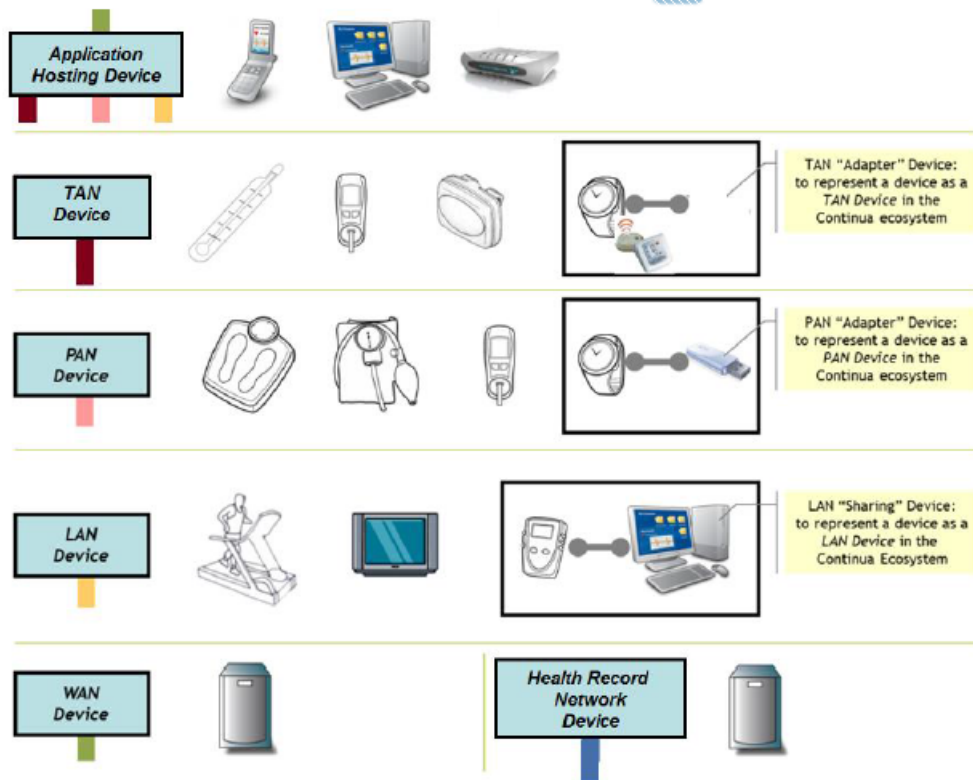 Application
Hosting Device
TAN
Device
TAN “Adapter” Device:
to represent a device as a
TAN Device in the
Continua ecosystem
PAN
Device
PAN “Adapter” Device:
to represent a device as a
PAN Device in the
Continua ecosystem
LAN
Device
LAN “Sharing” Device:
to represent a device as a
LAN Device in the
Continua Ecosystem
WAN
Device
Health Record
Network
Device